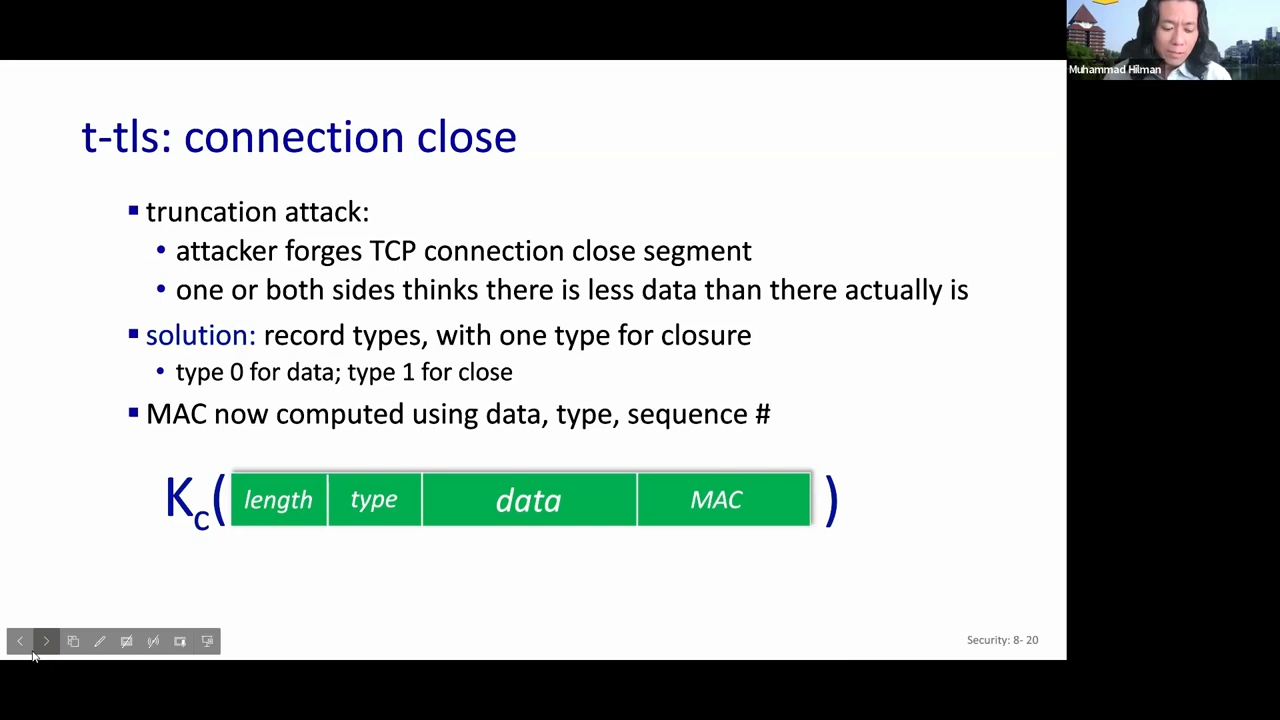 Muhammad Hilman
t-tls: connection close
▪ truncation attack:
• attacker forges TCP connection close segment
• one or both sides thinks there is less data than there actually is
▪ solution: record types, with one type for closure
• type 0 for data; type 1 for close
▪ MAC now computed using data, type, sequence #
Kc( length type data MAC )
Security: 8- 20